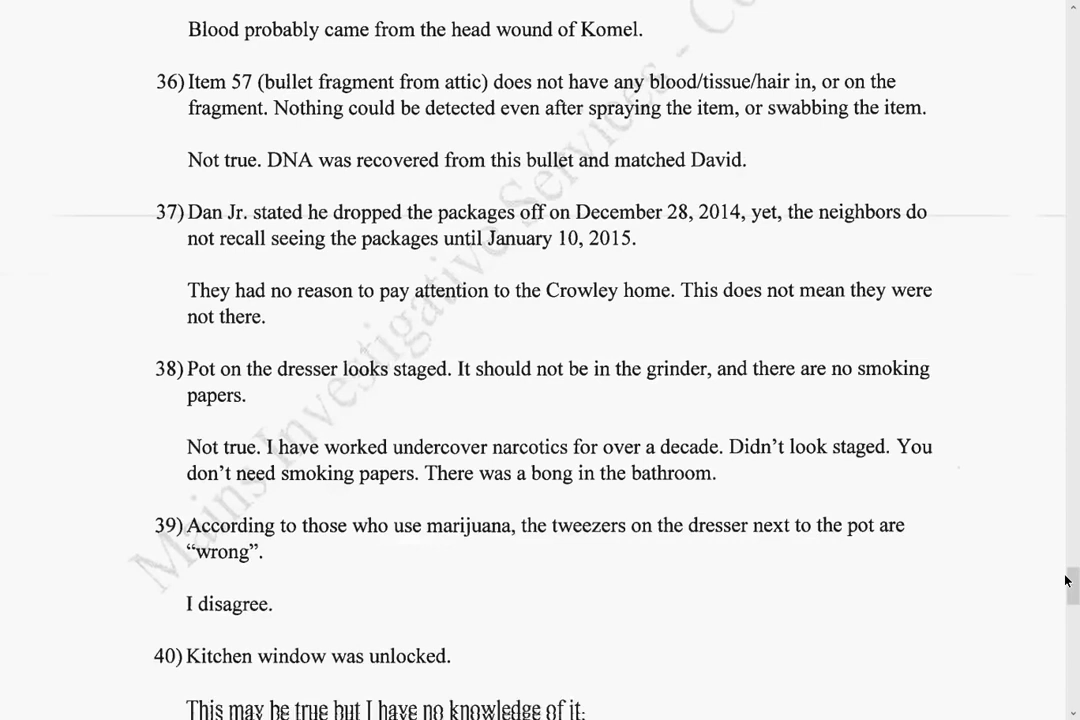 Blood probably came from the head wound of Komel.
36) Item 57 (bullet fragment from attic) does not have any blood/tissue/hair in, or on the
fragment. Nothing could be detected even after spraying the item, or swabbing the item.
Not true. DNA was recovered from this bullet and matched David.
37) Dan Jr. stated he dropped the packages off on December 28, 2014, yet, the neighbors do
not recall seeing the packages until January 10, 2015.
They had no reason to pay attention to the Crowley home. This does not mean they were
not there.
38) Pot on the dresser looks staged. It should not be in the grinder, and there are no smoking
papers.
Not true. I have worked undercover narcotics for over a decade. Didn’t look staged. You
don’t need smoking papers. There was a bong in the bathroom.
39) According to those who use marijuana, the tweezers on the dresser next to the pot are
“wrong”.
I disagree.
40) Kitchen window was unlocked.
This may be true but I have no knowledge of it.
Mains Investigative Services - Co